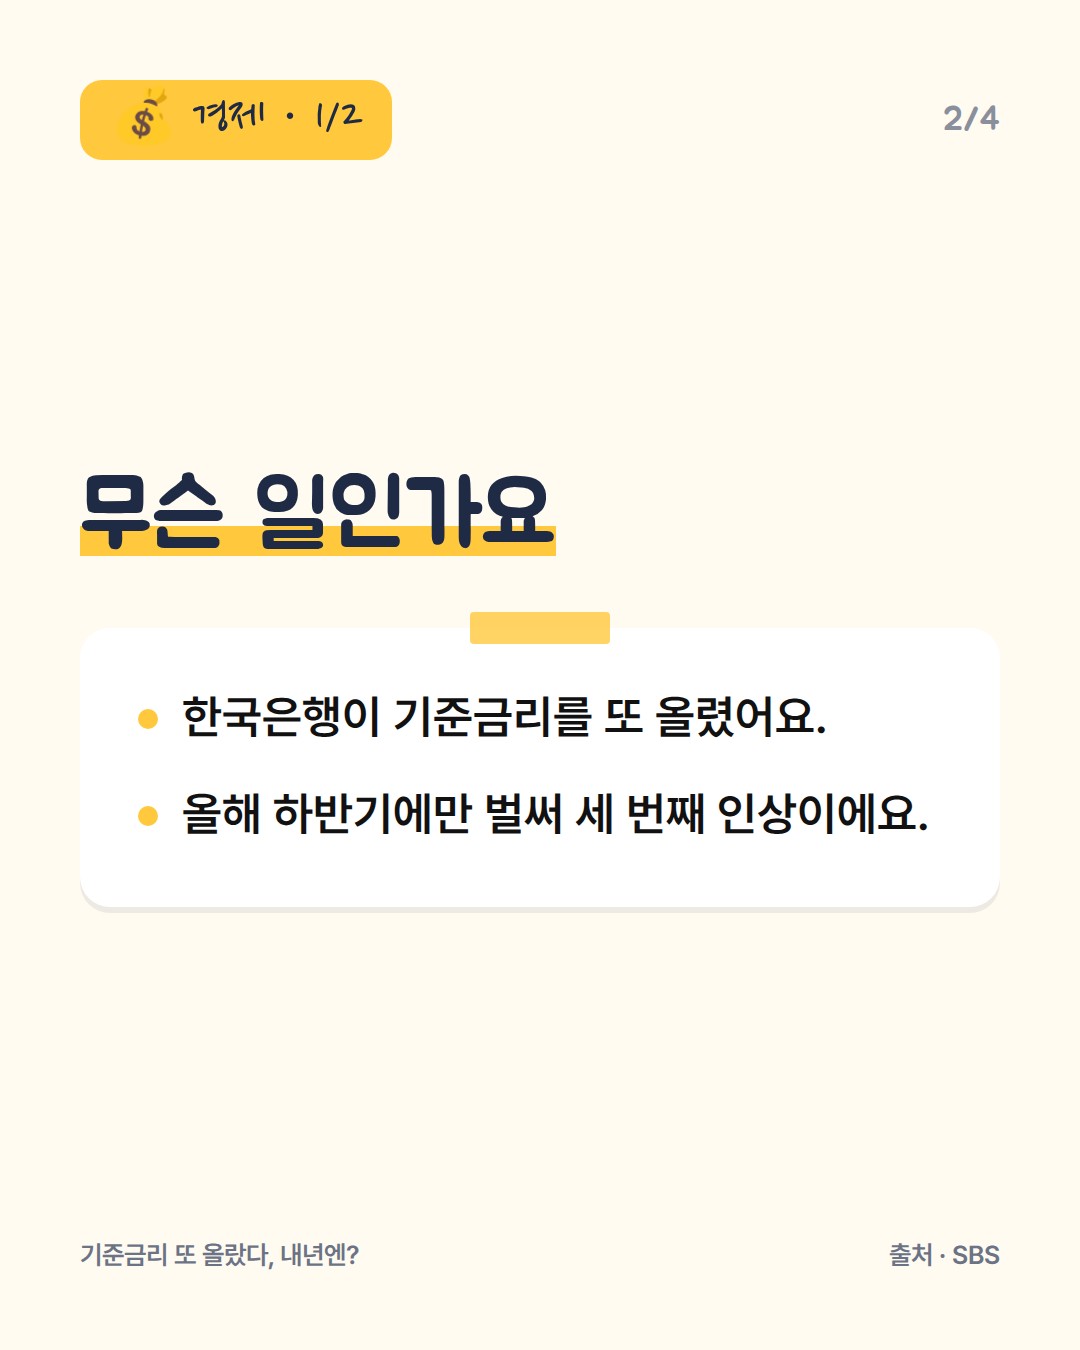 경제 · 1/2
2/4
무슨 일인가요
한국은행이 기준금리를 또 올렸어요.
올해 하반기에만 벌써 세 번째 인상이에요.
기준금리 또 올랐다, 내년엔?
출처 · SBS